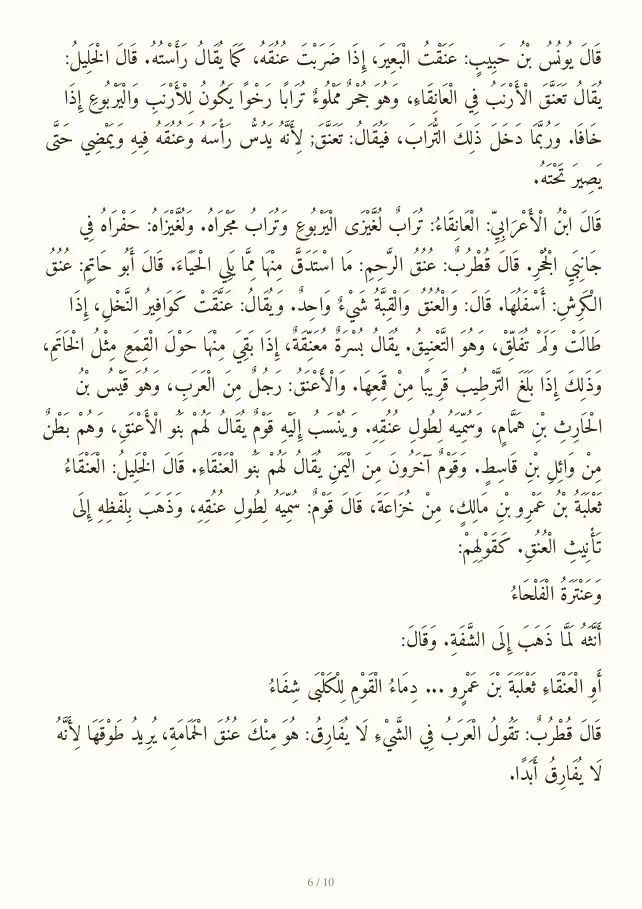 قَالَ يُونُسُ بْنُ حَبِيبٍ: عَنَقْتُ الْبَعِيرَ، إِذَا ضَرَبْتَ عُنُقَهُ، كَمَا يُقَالُ رَأَسْتُهُ. قَالَ الْخَلِيلُ:
يُقَالُ تَعَنَّقَ الْأَرْنَبُ فِي الْعَانِقَاءِ، وَهُوَ جُحْرٌ مَمْلُوءٌ تُرَابًا رَخْوًا يَكُونُ لِلْأَرْنَبِ وَالْيَرْبُوعِ إِذَا
خَافَا. وَرُبَّمَا دَخَلَ ذَلِكَ التُّرَابَ، فَيُقَالُ: تَعَنَّقَ; لِأَنَّهُ يَدُسُّ رَأْسَهُ وَعُنُقَهُ فِيهِ وَيَمْضِي حَتَّى
يَصِيرَ تَحْتَهُ.
قَالَ ابْنُ الْأَعْرَابِيِّ: الْعَانِقَاءُ: تُرَابٌ لُغَّيْزَى الْيَرْبُوعِ وَتُرَابُ مَجْرَاهُ. وَلُغَّيْزَاهُ: حَفْرَاهُ فِي
جَانِبَيِ الْجُحْرِ. قَالَ قُطْرُبٌ: عُنُقُ الرَّحِمِ: مَا اسْتَدَقَّ مِنْهَا مِمَّا يَلِي الْحَيَاءَ. قَالَ أَبُو حَاتِمٍ: عُنُقُ
الْكَرِشِ: أَسْفَلُهَا. قَالَ: وَالْعُنُقُ وَالْقِبَّةُ شَيْءٌ وَاحِدٌ. وَيُقَالُ: عَنَّقَتْ كَوَافِيرُ النَّخْلِ، إِذَا
طَالَتْ وَلَمْ تُفَلِّقْ، وَهُوَ التَّعْنِيقُ. يُقَالُ بُسْرَةٌ مُعَنِّقَةٌ، إِذَا بَقِيَ مِنْهَا حَوْلَ الْقِمَعِ مِثْلُ الْخَاتَمِ،
وَذَلِكَ إِذَا بَلَغَ التَّرْطِيبُ قَرِيبًا مِنْ قَمِعِهَا. وَالْأَعْنَقُ: رَجُلٌ مِنَ الْعَرَبِ، وَهُوَ قَيْسُ بْنُ
الْحَارِثِ بْنِ هَمَّامٍ، وَسُمِّيَهُ لِطُولِ عُنُقِهِ. وَيُنْسَبُ إِلَيْهِ قَوْمٌ يُقَالُ لَهُمْ بَنُو الْأَعْنَقِ، وَهُمْ بَطْنٌ
مِنْ وَائِلِ بْنِ قَاسِطٍ. وَقَوْمٌ آخَرُونَ مِنَ الْيَمَنِ يُقَالُ لَهُمْ بَنُو الْعَنْقَاءِ. قَالَ الْخَلِيلُ: الْعَنْقَاءُ
ثَعْلَبَةُ بْنُ عَمْرِو بْنِ مَالِكٍ، مِنْ خُزَاعَةَ، قَالَ قَوْمٌ: سُمِّيَهُ لِطُولِ عُنُقِهِ، وَذَهَبَ بِلَفْظِهِ إِلَى
تَأْنِيثِ الْعُنُقِ. كَقَوْلِهِمْ:
وَعَنْتَرَةُ الْفَلْحَاءُ
أَنَّثَهُ لَمَّا ذَهَبَ إِلَى الشَّفَةِ. وَقَالَ:
أَوِ الْعَنْقَاءِ ثَعْلَبَةَ بْنَ عَمْرٍو ... دِمَاءُ الْقَوْمِ لِلْكَلْبَى شِفَاءُ
قَالَ قُطْرُبٌ: تَقُولُ الْعَرَبُ فِي الشَّيْءِ لَا يُفَارِقُ: هُوَ مِنْكَ عُنُقَ الْحَمَامَةِ، يُرِيدُ طَوْقَهَا لِأَنَّهُ
لَا يُفَارِقُ أَبَدًا.
6 / 10